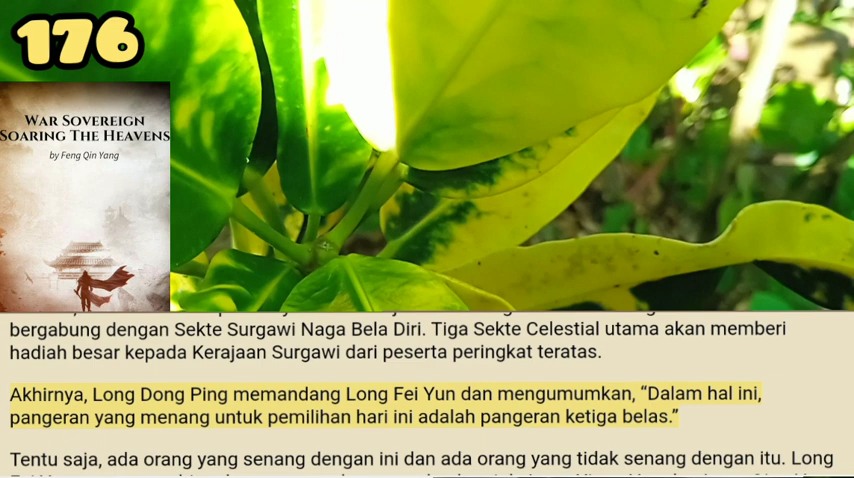 176
WAR SOVEREIGN
SOARING THE HEAVENS
by Feng Qin Yang
bergabung dengan Sekte Surgawi Naga Bela Diri. Tiga Sekte Celestial utama akan memberi
hadiah besar kepada Kerajaan Surgawi dari peserta peringkat teratas.
Akhirnya, Long Dong Ping memandang Long Fei Yun dan mengumumkan, “Dalam hal ini,
pangeran yang menang untuk pemilihan hari ini adalah pangeran ketiga belas.”
Tentu saja, ada orang yang senang dengan ini dan ada orang yang tidak senang dengan itu. Long